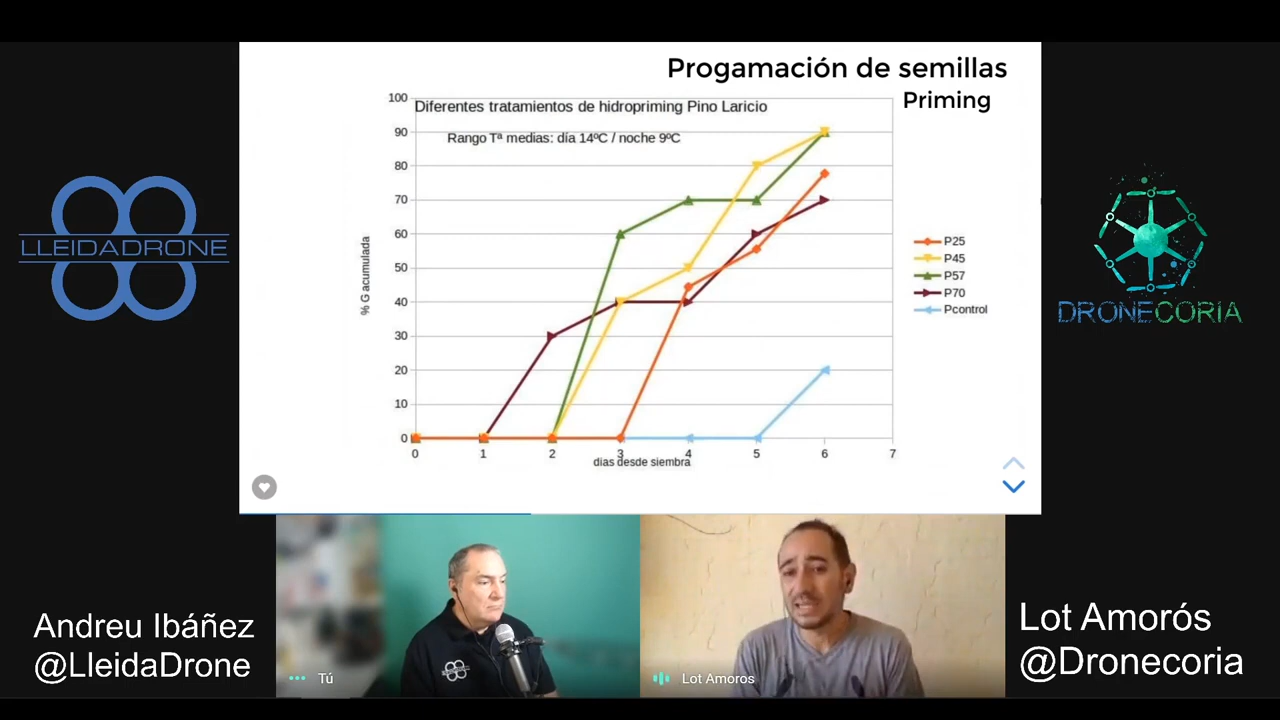 Progamación de semillas
Priming
Diferentes tratamientos de hidropriming Pino Laricio
Rango Tª medias: día 14ºC / noche 9ºC
% G acumulada
100
90
80
70
60
50
40
30
20
10
0
0 1 2 3 4 5 6 7
dias desde siembra
P25
P45
P57
P70
Pcontrol
LLEIDADRONE
DRONECORIA
Andreu Ibáñez
@LleidaDrone
Tú
Lot Amoros
Lot Amorós
@Dronecoria